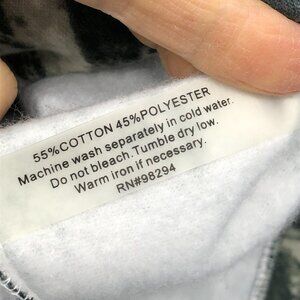 55%COTTON 45%POLYESTER
Machine wash separately in cold water.
Do not bleach. Tumble dry low.
Warm iron if necessary.
RN#98294